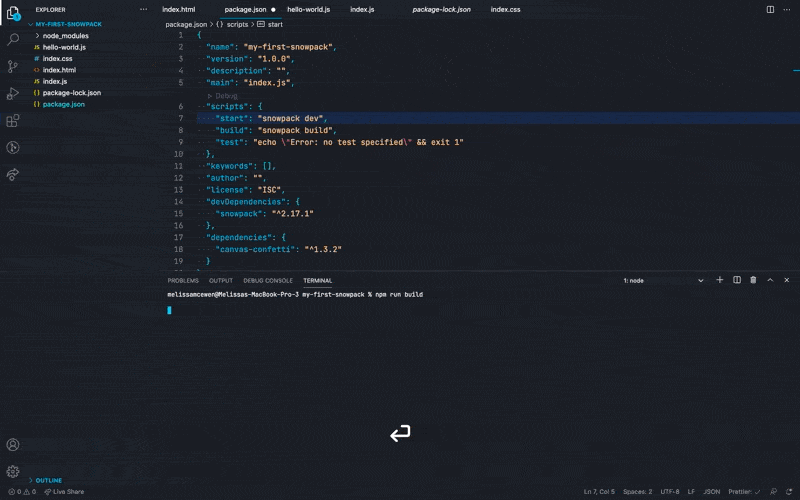 EXPLORER
index.html package.json hello-world.js index.js package-lock.json index.css
MY-FIRST-SNOWPACK
node_modules
hello-world.js
index.css
index.html
index.js
package-lock.json
package.json
package.json > {} scripts > start
1 {
2 "name": "my-first-snowpack",
3 "version": "1.0.0",
4 "description": "",
5 "main": "index.js",
Debug
6 "scripts": {
7 "start": "snowpack dev",
8 "build": "snowpack build",
9 "test": "echo \"Error: no test specified\" && exit 1"
10 },
11 "keywords": [],
12 "author": "",
13 "license": "ISC",
14 "devDependencies": {
15 "snowpack": "^2.17.1"
16 },
17 "dependencies": {
18 "canvas-confetti": "^1.3.2"
19 }
PROBLEMS OUTPUT DEBUG CONSOLE TERMINAL 1: node
melissamcewen@Melissas-MacBook-Pro-3 my-first-snowpack % npm run build
OUTLINE
0 0 Live Share Ln 7, Col 5 Spaces: 2 UTF-8 LF JSON Prettier: ✓